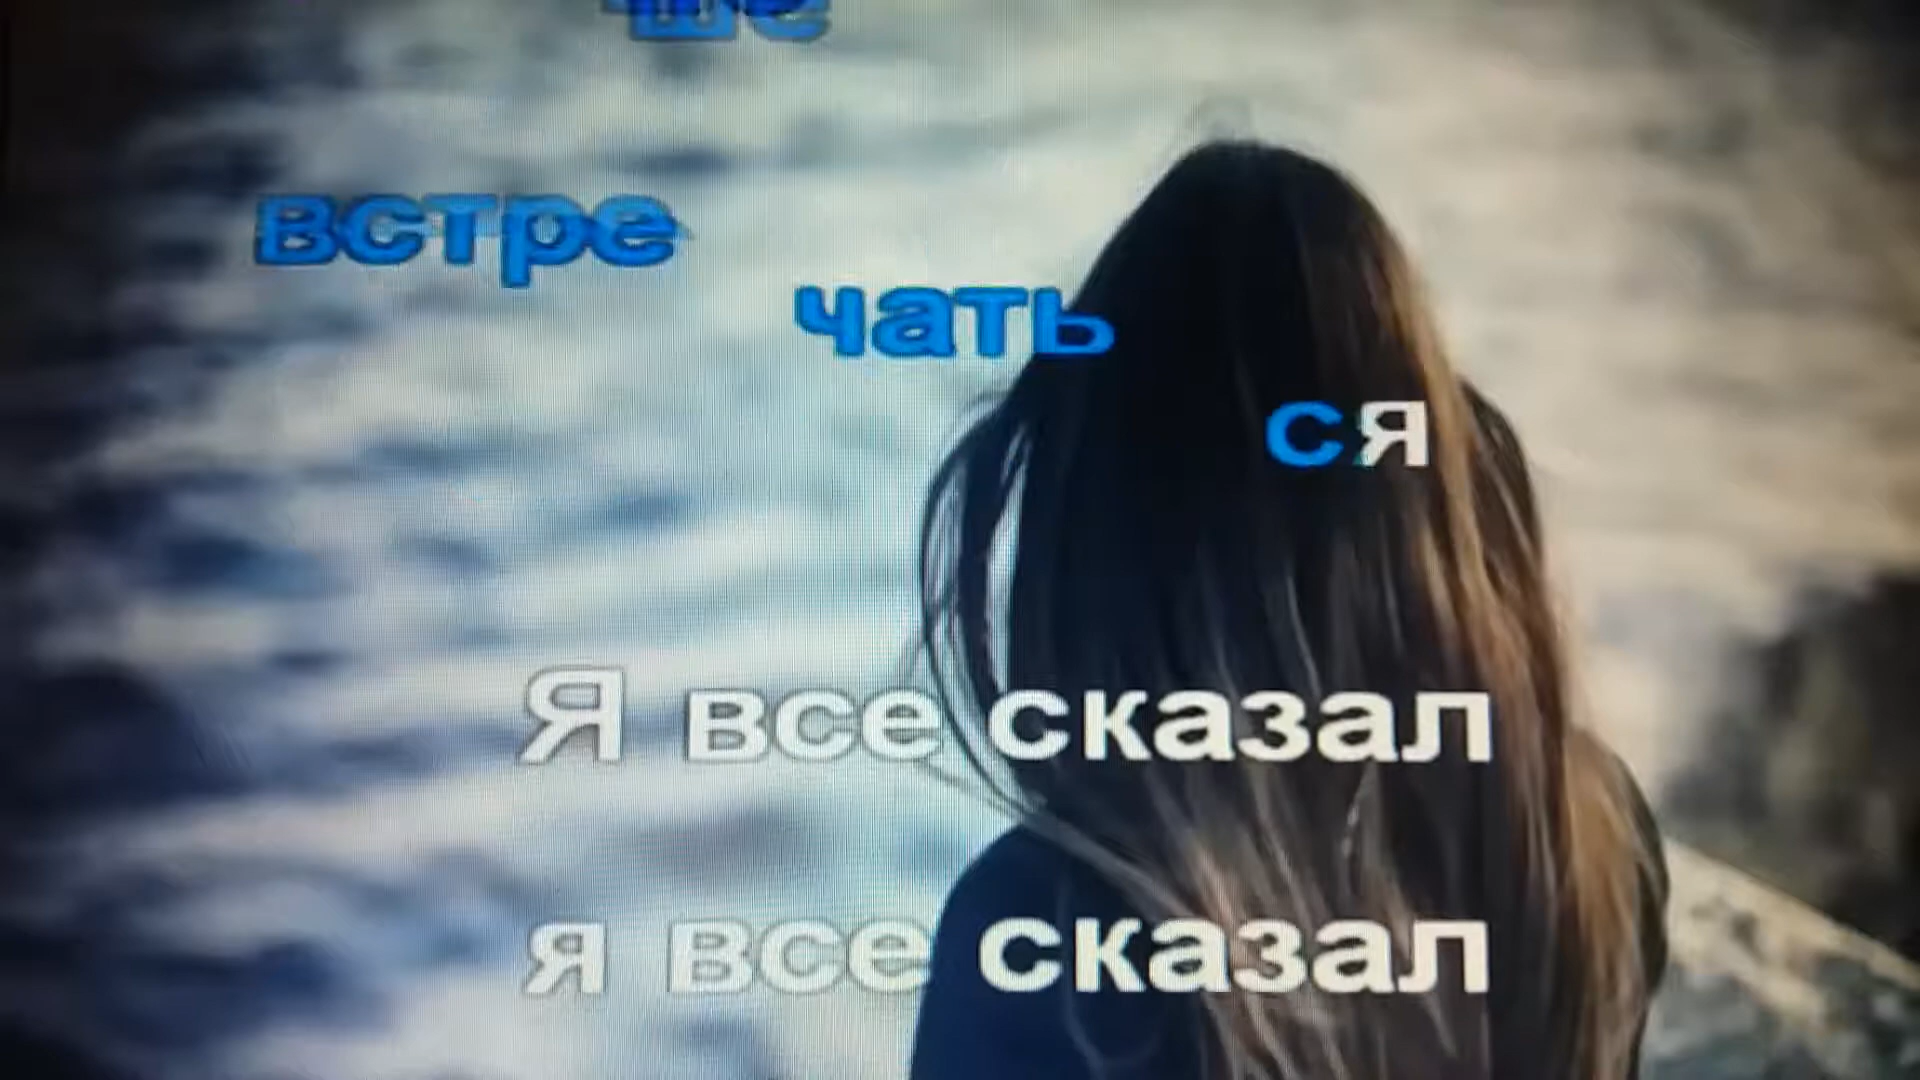 встре
чать
ся
Я все сказал
я все сказал